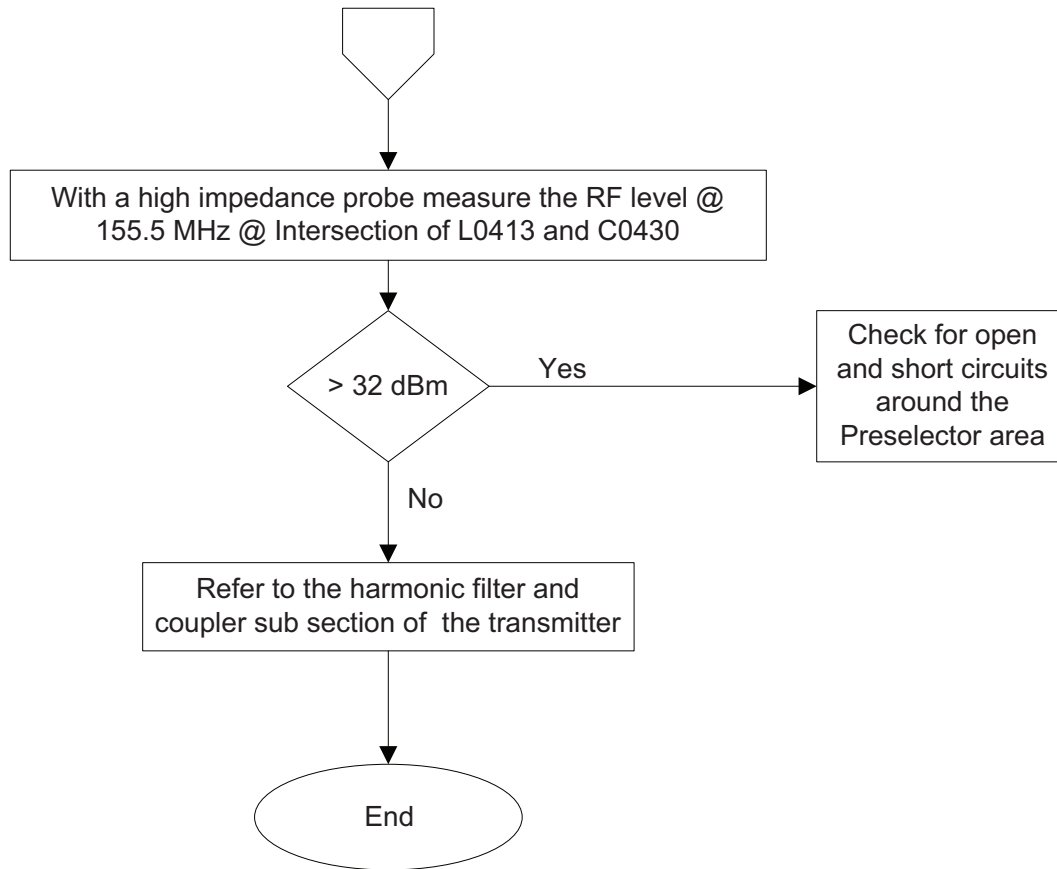 With a high impedance probe measure the RF level @
155.5 MHz @ Intersection of L0413 and C0430
> 32 dBm
Yes
Check for open
and short circuits
around the
Preselector area
No
Refer to the harmonic filter and
coupler sub section of  the transmitter
End